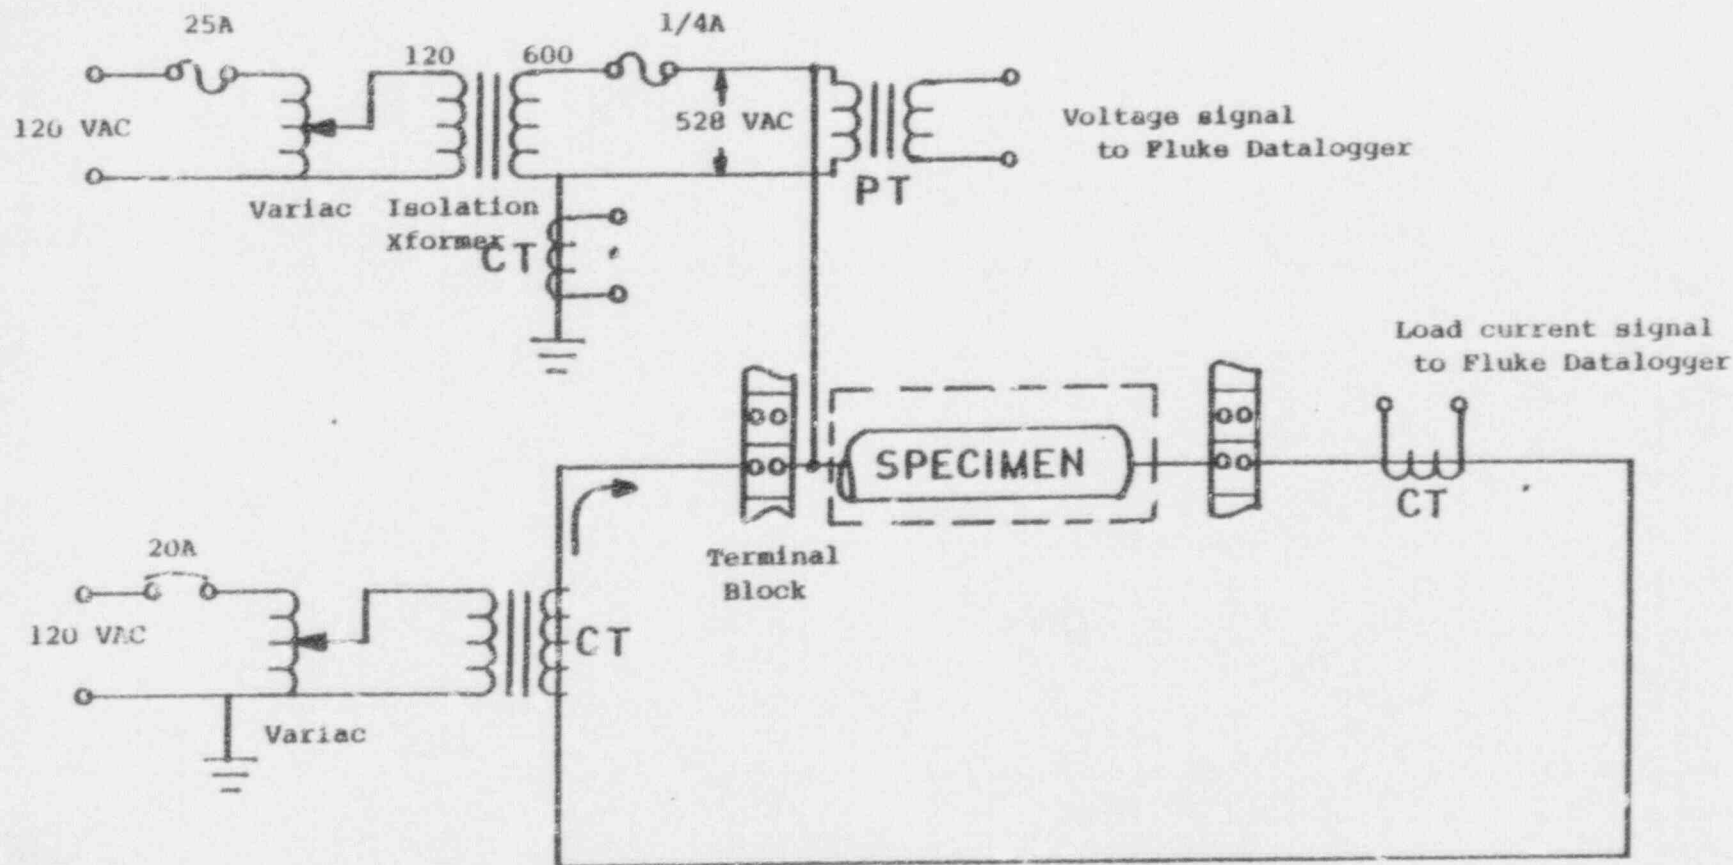 25A
1/4A
120
600
120 VAC
528 VAC
Voltage signal
to Fluke Datalogger
PT
Variac
Isolation
Xformer
CT
Load current signal
to Fluke Datalogger
SPECIMEN
CT
20A
Terminal
Block
120 VAC
CT
Variac